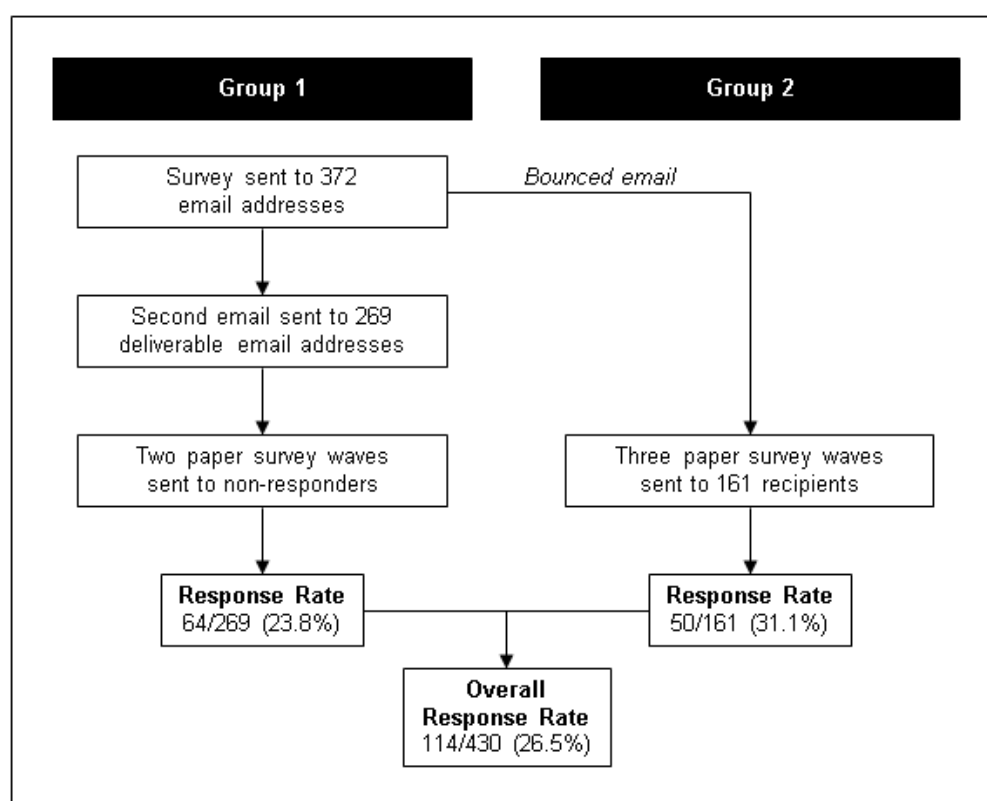 Group 1
Group 2
Survey sent to 372
email addresses
Bounced email
Second email sent to 269
deliverable email addresses
Two paper survey waves
sent to non-responders
Three paper survey waves
sent to 161 recipients
Response Rate
64/269 (23.8%)
Response Rate
50/161 (31.1%)
Overall
Response Rate
114/430 (26.5%)